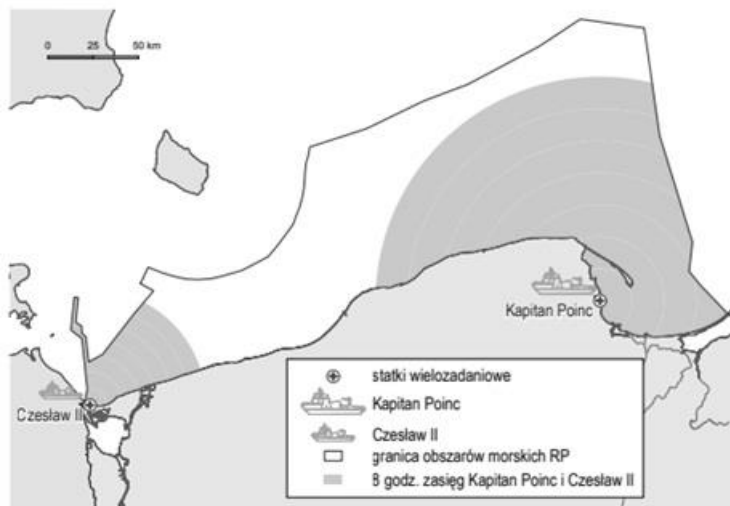 0 25 50 km
Kapitan Poinc
Czesław II
statki wielozadaniowe
Kapitan Poinc
Czesław II
granica obszarów morskich RP
8 godz. zasięg Kapitan Poinc i Czesław II